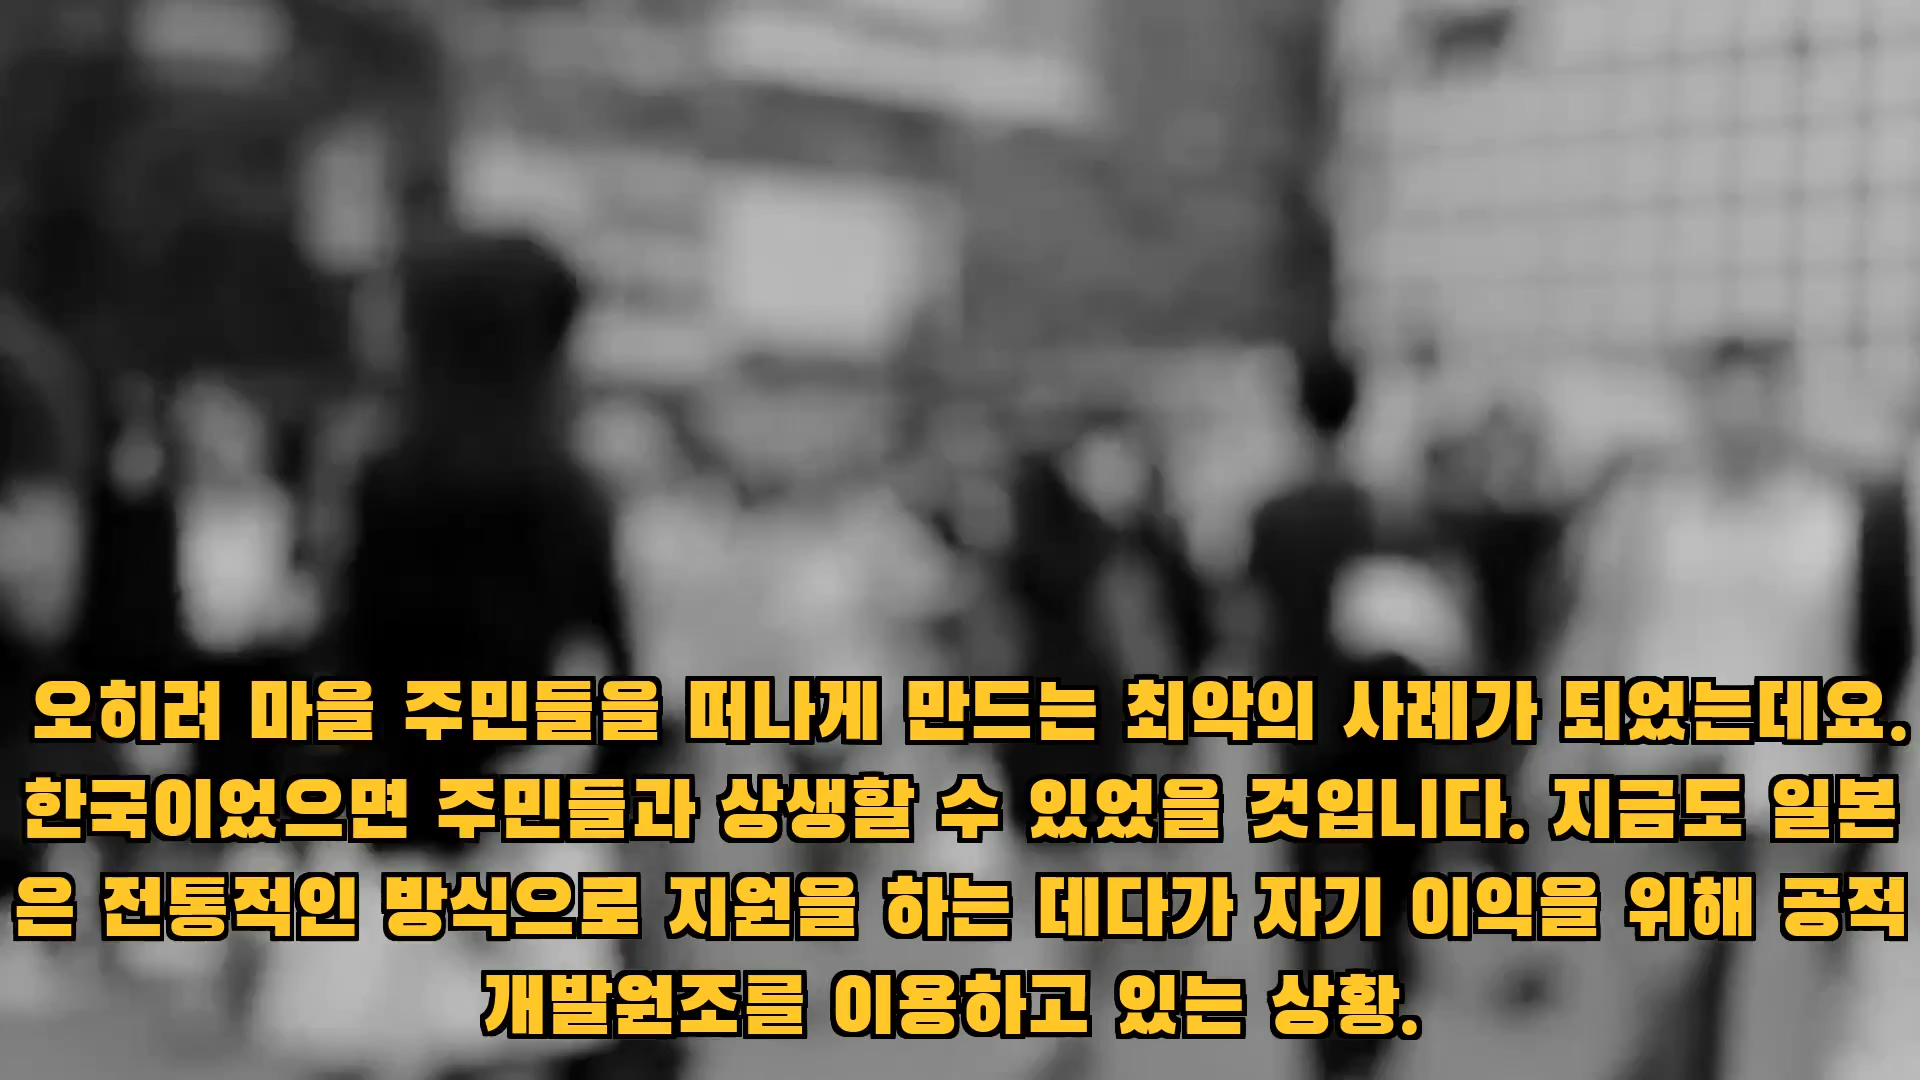 오히려 마을 주민들을 떠나게 만드는 최악의 사례가 되었는데요.
한국이었으면 주민들과 상생할 수 있었을 것입니다. 지금도 일본
은 전통적인 방식으로 지원을 하는 데다가 자기 이익을 위해 공적
개발원조를 이용하고 있는 상황.